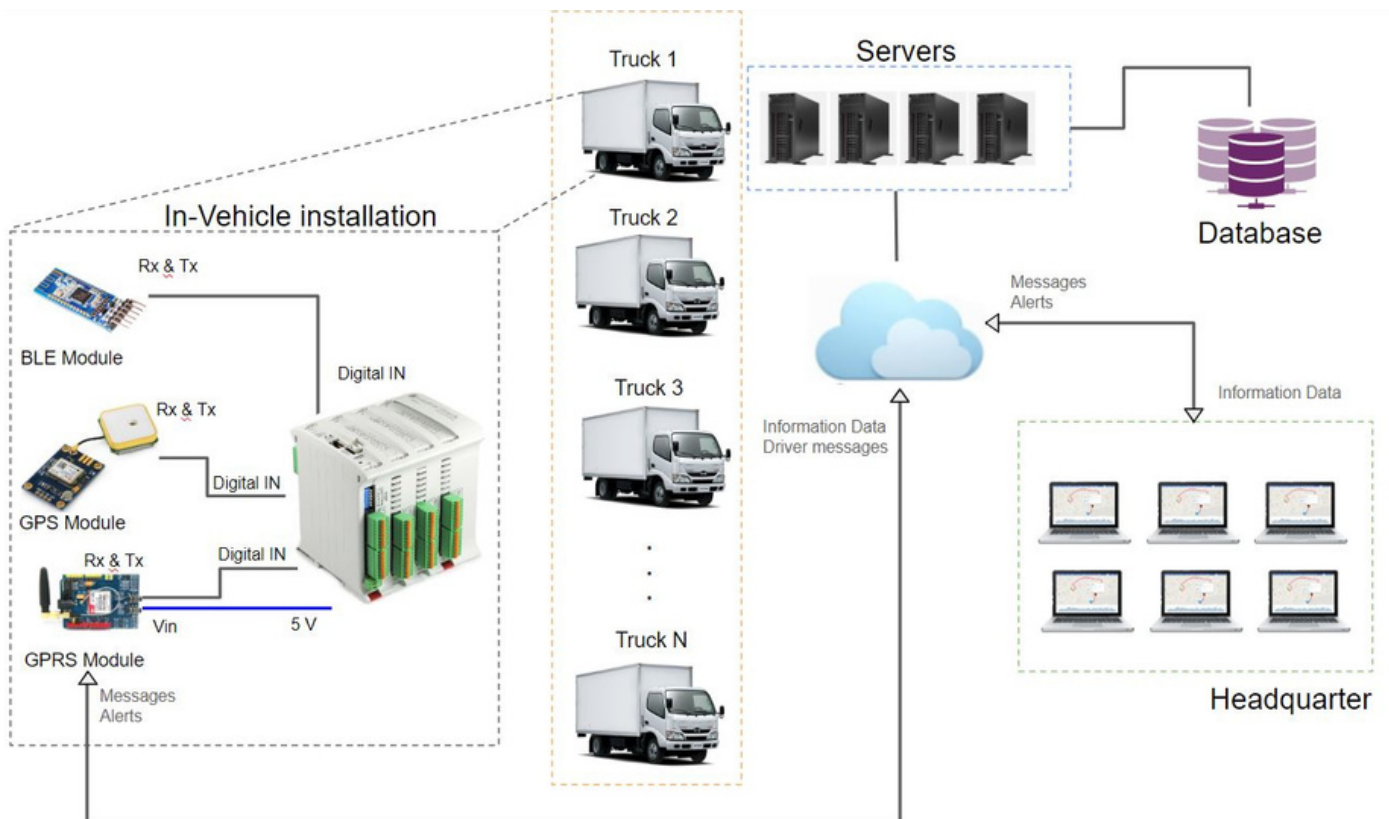 Truck 1
Servers
In-Vehicle installation
Truck 2
Database
Rx & Tx
Messages
Alerts
BLE Module
Digital IN
Truck 3
Information Data
Rx & Tx
Information Data
Driver messages
Digital IN
GPS Module
Rx & Tx
Digital IN
.
.
.
Vin
5 V
Truck N
GPRS Module
Messages
Alerts
Headquarter